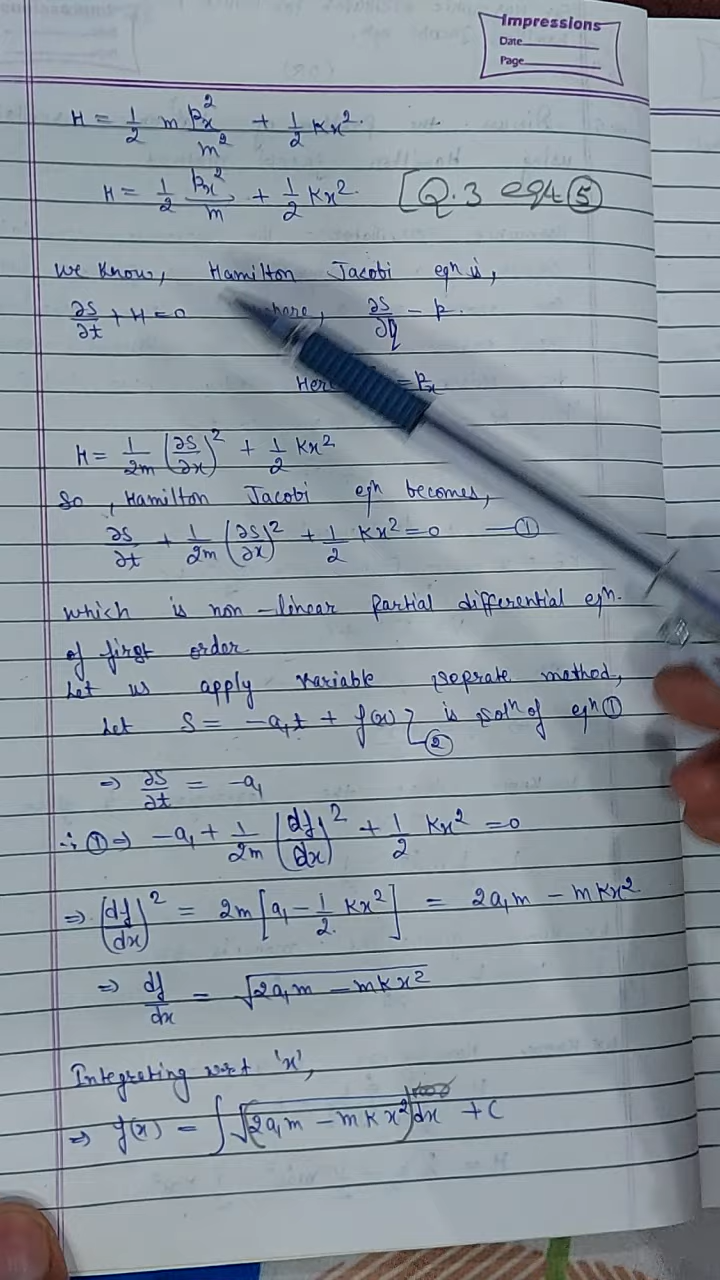 Impressions
Date
Page
H = 1/2 m Px²/m² + 1/2 Kx².
H = 1/2 Px²/m + 1/2 Kx². [Q.3 eqt (5)
We know, Hamilton Jacobi eqn is,
∂S/∂t + H = 0 where, ∂S/∂q = p.
Here = Px
H = 1/2m (∂S/∂x)² + 1/2 Kx²
So, Hamilton Jacobi eqn becomes,
∂S/∂t + 1/2m (∂S/∂x)² + 1/2 Kx² = 0 — (1)
which is non-linear Partial differential eqn.
of first order.
Let us apply variable seprate method,
Let S = -a₁t + f(x) } is soln of eqn (1)
(2)
⇒ ∂S/∂t = -a₁
∴ (1) ⇒ -a₁ + 1/2m (df/dx)² + 1/2 Kx² = 0
⇒ (df/dx)² = 2m [a₁ - 1/2 Kx²] = 2a₁m - mKx²
⇒ df/dx = √2a₁m - mKx²
Integreting w.r.t 'x',
⇒ f(x) = ∫√(2a₁m - mKx²) dx + C